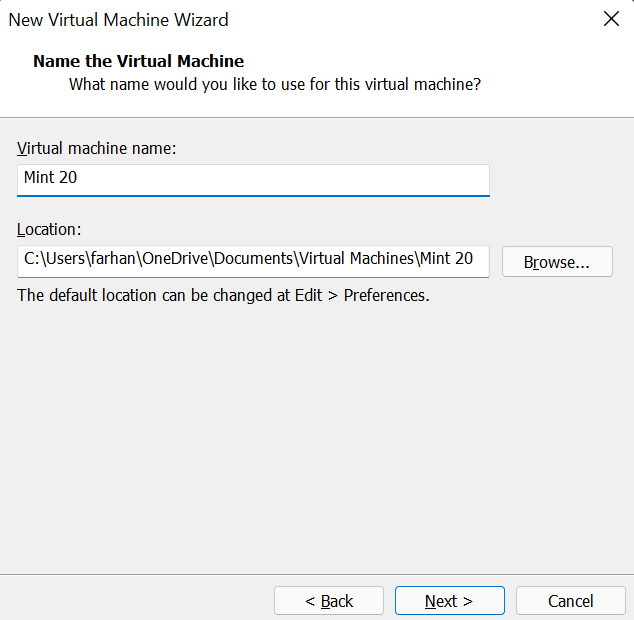 New Virtual Machine Wizard
Name the Virtual Machine
What name would you like to use for this virtual machine?
Virtual machine name:
Mint 20
Location:
C:\Users\farhan\OneDrive\Documents\Virtual Machines\Mint 20
Browse...
The default location can be changed at Edit > Preferences.
< Back
Next >
Cancel